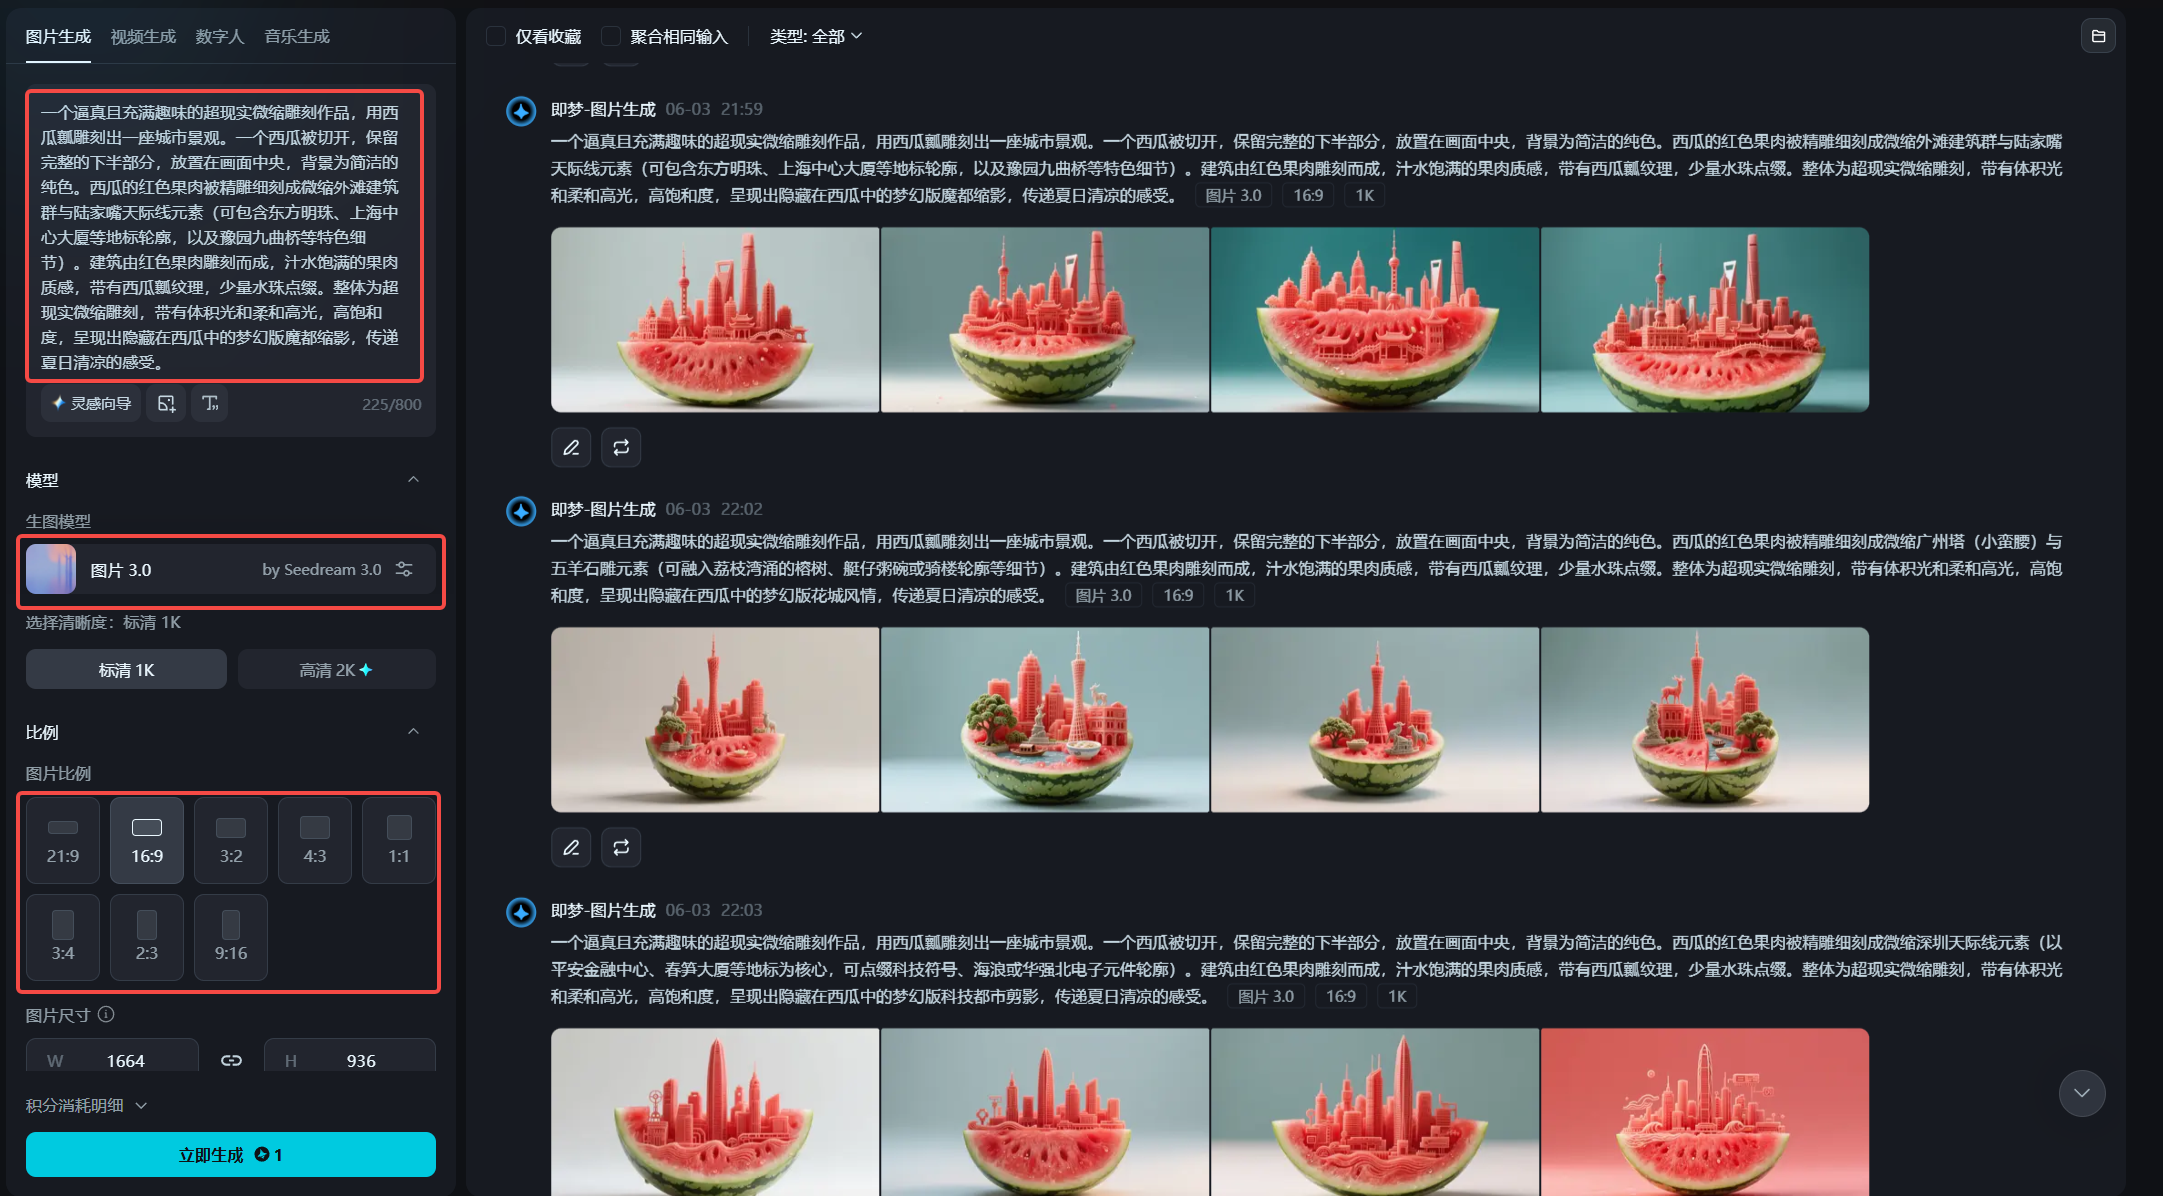 图片生成 视频生成 数字人 音乐生成
一个逼真且充满趣味的超现实微缩雕刻作品，用西
瓜瓤雕刻出一座城市景观。一个西瓜被切开，保留
完整的下半部分，放置在画面中央，背景为简洁的
纯色。西瓜的红色果肉被精雕细刻成微缩外滩建筑
群与陆家嘴天际线元素（可包含东方明珠、上海中
心大厦等地标轮廓，以及豫园九曲桥等特色细
节）。建筑由红色果肉雕刻而成，汁水饱满的果肉
质感，带有西瓜瓤纹理，少量水珠点缀。整体为超
现实微缩雕刻，带有体积光和柔和高光，高饱和
度，呈现出隐藏在西瓜中的梦幻版魔都缩影，传递
夏日清凉的感受。
灵感向导 225/800
模型
生图模型
图片 3.0 by Seedream 3.0
选择清晰度：标清 1K
标清 1K 高清 2K
比例
图片比例
21:9 16:9 3:2 4:3 1:1
3:4 2:3 9:16
图片尺寸
W 1664 H 936
积分消耗明细
立即生成 1
仅看收藏 聚合相同输入 类型: 全部
即梦-图片生成 06-03 21:59
一个逼真且充满趣味的超现实微缩雕刻作品，用西瓜瓤雕刻出一座城市景观。一个西瓜被切开，保留完整的下半部分，放置在画面中央，背景为简洁的纯色。西瓜的红色果肉被精雕细刻成微缩外滩建筑群与陆家嘴
天际线元素（可包含东方明珠、上海中心大厦等地标轮廓，以及豫园九曲桥等特色细节）。建筑由红色果肉雕刻而成，汁水饱满的果肉质感，带有西瓜瓤纹理，少量水珠点缀。整体为超现实微缩雕刻，带有体积光
和柔和高光，高饱和度，呈现出隐藏在西瓜中的梦幻版魔都缩影，传递夏日清凉的感受。 图片 3.0 16:9 1K
即梦-图片生成 06-03 22:02
一个逼真且充满趣味的超现实微缩雕刻作品，用西瓜瓤雕刻出一座城市景观。一个西瓜被切开，保留完整的下半部分，放置在画面中央，背景为简洁的纯色。西瓜的红色果肉被精雕细刻成微缩广州塔（小蛮腰）与
五羊石雕元素（可融入荔枝湾涌的榕树、艇仔粥碗或骑楼轮廓等细节）。建筑由红色果肉雕刻而成，汁水饱满的果肉质感，带有西瓜瓤纹理，少量水珠点缀。整体为超现实微缩雕刻，带有体积光和柔和高光，高饱
和度，呈现出隐藏在西瓜中的梦幻版花城风情，传递夏日清凉的感受。 图片 3.0 16:9 1K
即梦-图片生成 06-03 22:03
一个逼真且充满趣味的超现实微缩雕刻作品，用西瓜瓤雕刻出一座城市景观。一个西瓜被切开，保留完整的下半部分，放置在画面中央，背景为简洁的纯色。西瓜的红色果肉被精雕细刻成微缩深圳天际线元素（以
平安金融中心、春笋大厦等地标为核心，可点缀科技符号、海浪或华强北电子元件轮廓）。建筑由红色果肉雕刻而成，汁水饱满的果肉质感，带有西瓜瓤纹理，少量水珠点缀。整体为超现实微缩雕刻，带有体积光
和柔和高光，高饱和度，呈现出隐藏在西瓜中的梦幻版科技都市剪影，传递夏日清凉的感受。 图片 3.0 16:9 1K